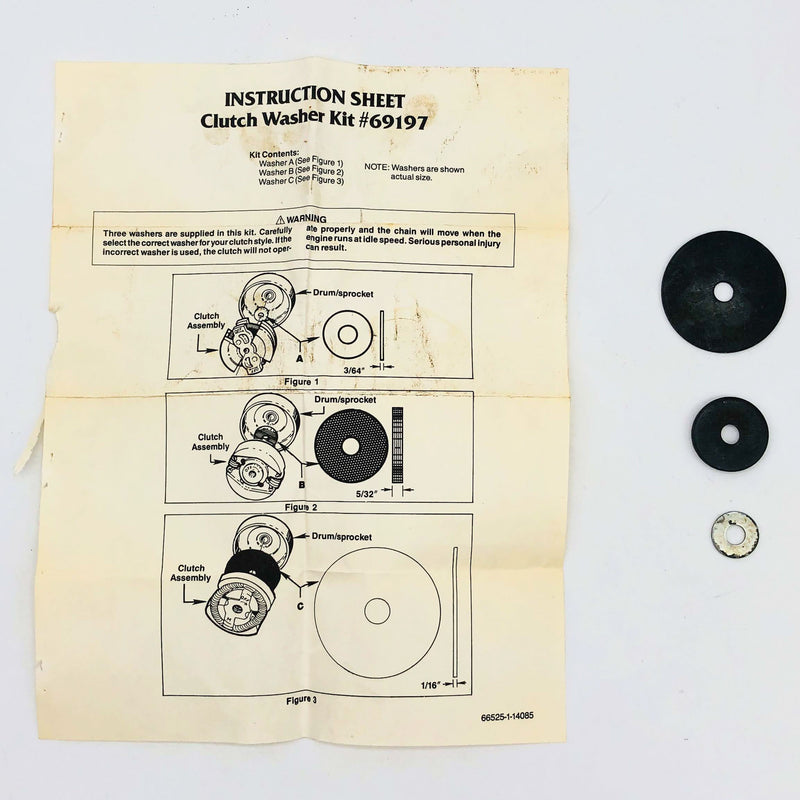 INSTRUCTION SHEET
Clutch Washer Kit #69197
Kit Contents:
Washer A (See Figure 1)
Washer B (See Figure 2)
Washer C (See Figure 3)
NOTE: Washers are shown
actual size.
⚠ WARNING
Three washers are supplied in this kit. Carefully
select the correct washer for your clutch style. If the
incorrect washer is used, the clutch will not oper-
ate properly and the chain will move when the
engine runs at idle speed. Serious personal injury
can result.
Drum/sprocket
Clutch
Assembly
A
3/64"
Figure 1
Drum/sprocket
Clutch
Assembly
B
5/32"
Figure 2
Drum/sprocket
Clutch
Assembly
C
1/16"
Figure 3
66525-1-14085